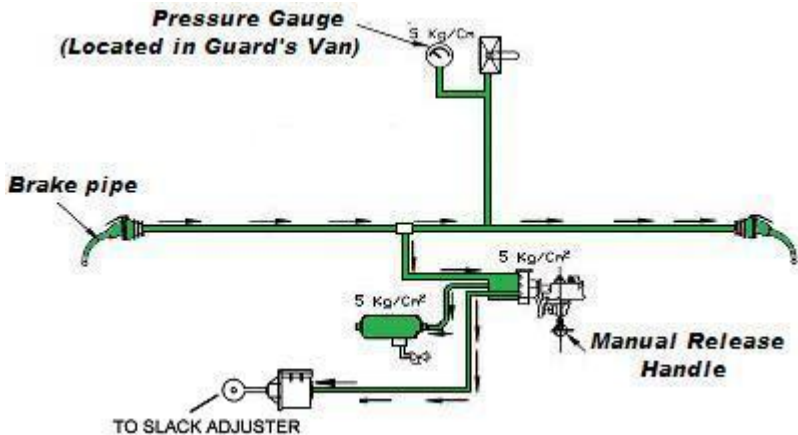 Pressure Gauge
(Located in Guard's Van)
5 Kg/Cm
Brake pipe
5 Kg/Cm²
5 Kg/Cm²
Manual Release
Handle
TO SLACK ADJUSTER